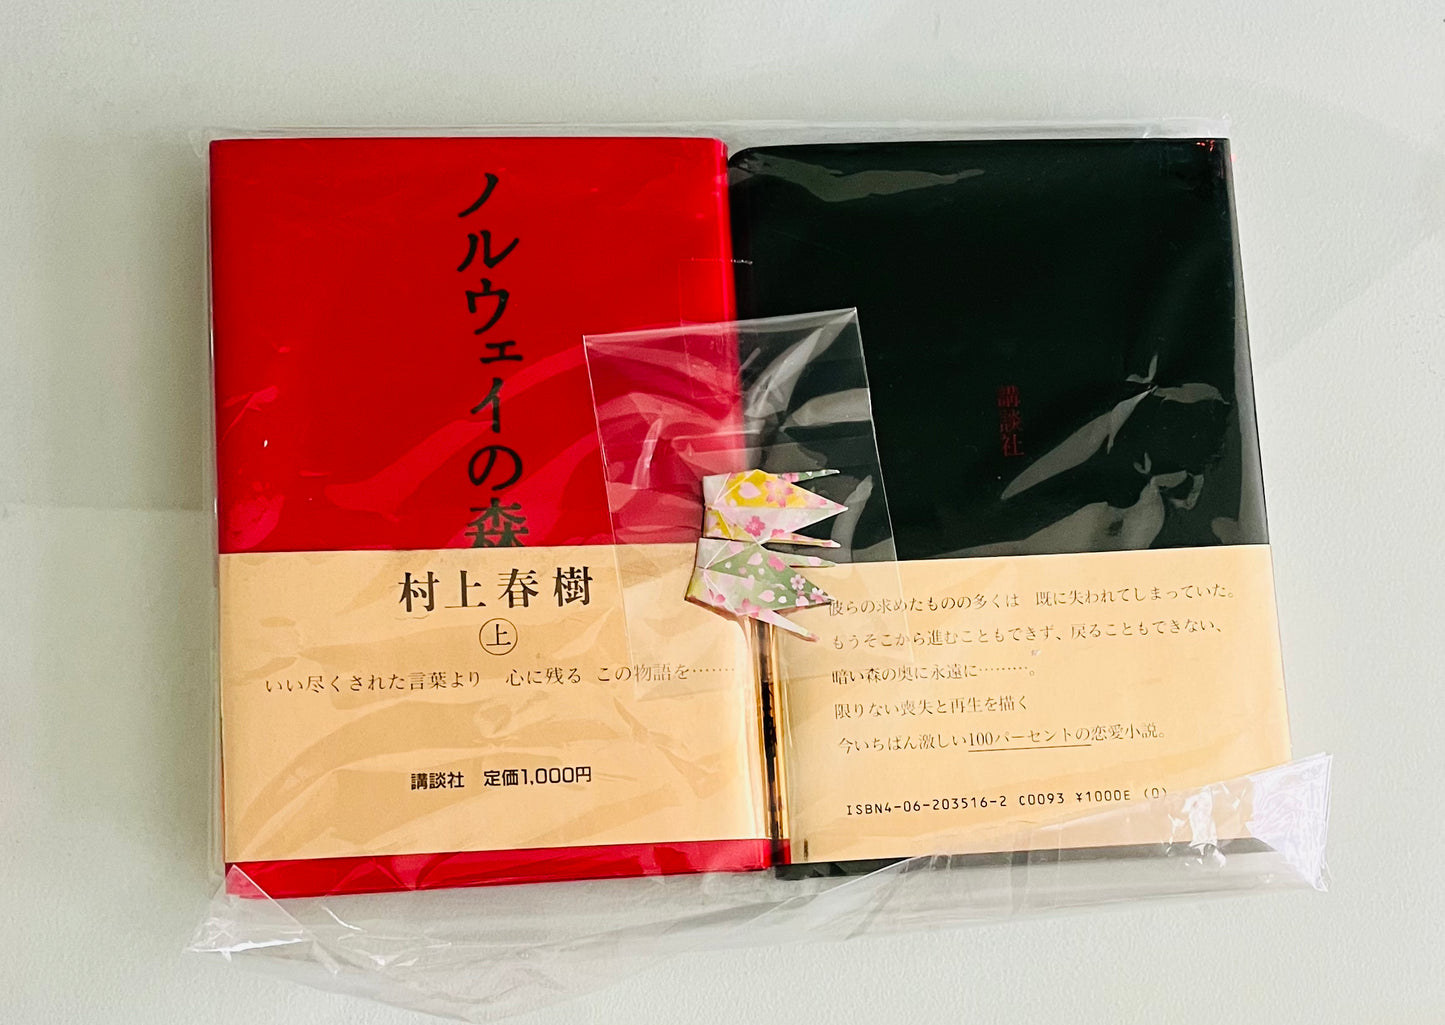 ノルウェイの森
村上春樹
上
いい尽くされた言葉より 心に残る この物語を………
講談社 定価1,000円
講談社
彼らの求めたものの多くは 既に失われてしまっていた。
もうそこから進むこともできず、戻ることもできない、
暗い森の奥に永遠に………。
限りない喪失と再生を描く
今いちばん激しい100パーセントの恋愛小説。
ISBN4-06-203516-2 C0093 ¥1000E (0)